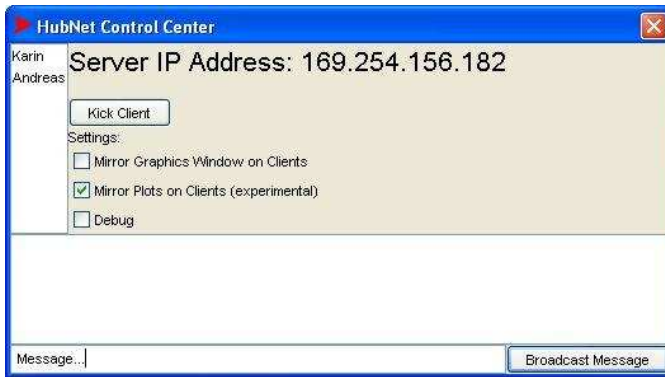 HubNet Control Center
Karin
Andreas
Server IP Address: 169.254.156.182
Kick Client
Settings:
Mirror Graphics Window on Clients
Mirror Plots on Clients (experimental)
Debug
Message...
Broadcast Message